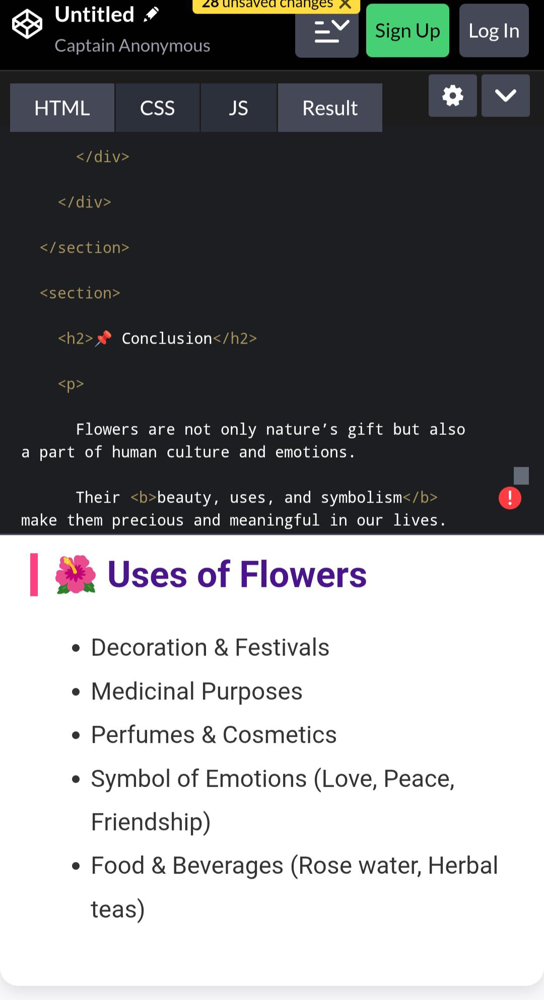 28 unsaved changes
Untitled
Captain Anonymous
Sign Up
Log In
HTML
CSS
JS
Result
</div>
</div>
</section>
<section>
<h2>📌 Conclusion</h2>
<p>
Flowers are not only nature’s gift but also
a part of human culture and emotions.
Their <b>beauty, uses, and symbolism</b>
make them precious and meaningful in our lives.
🌺 Uses of Flowers
• Decoration & Festivals
• Medicinal Purposes
• Perfumes & Cosmetics
• Symbol of Emotions (Love, Peace,
Friendship)
• Food & Beverages (Rose water, Herbal
teas)